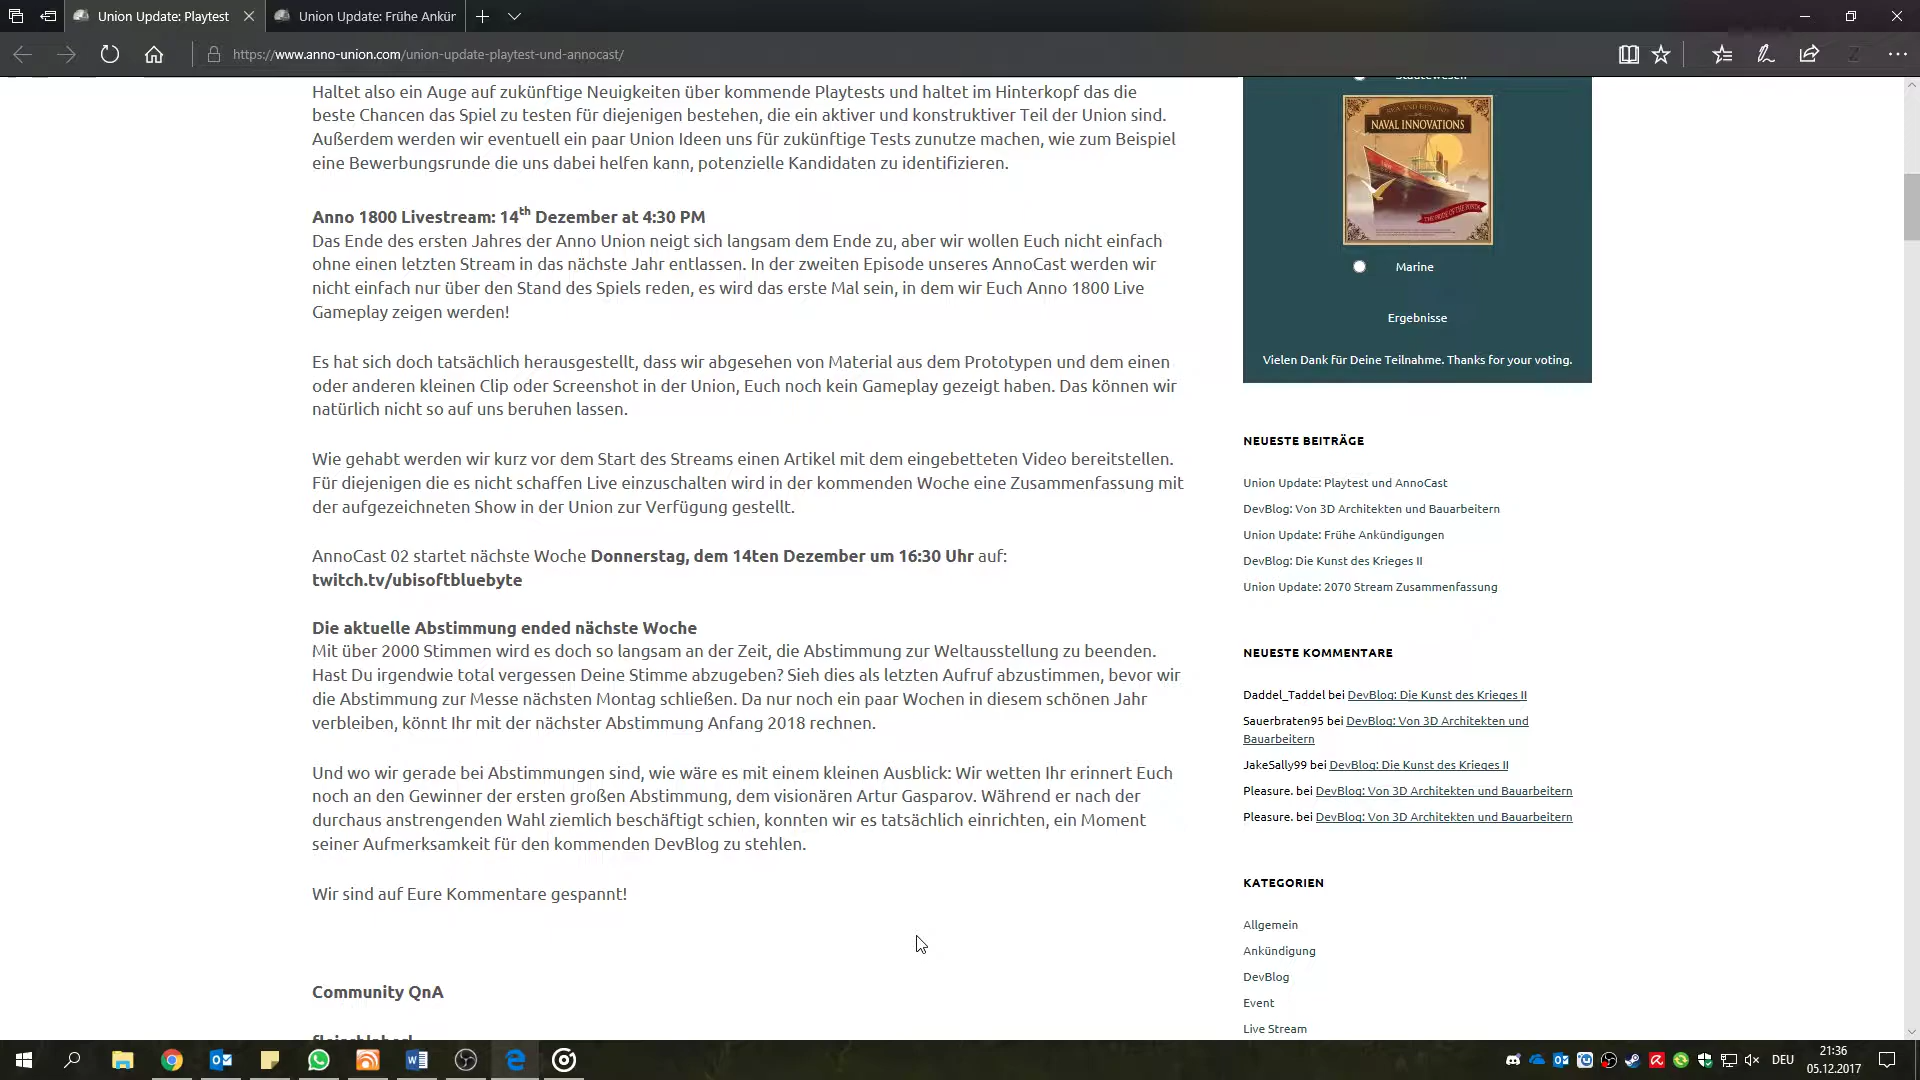 Union Update: Playtest
Union Update: Frühe Ankür
https://www.anno-union.com/union-update-playtest-und-annocast/
Haltet also ein Auge auf zukünftige Neuigkeiten über kommende Playtests und haltet im Hinterkopf das die
beste Chancen das Spiel zu testen für diejenigen bestehen, die ein aktiver und konstruktiver Teil der Union sind.
Außerdem werden wir eventuell ein paar Union Ideen uns für zukünftige Tests zunutze machen, wie zum Beispiel
eine Bewerbungsrunde die uns dabei helfen kann, potenzielle Kandidaten zu identifizieren.
Anno 1800 Livestream: 14th Dezember at 4:30 PM
Das Ende des ersten Jahres der Anno Union neigt sich langsam dem Ende zu, aber wir wollen Euch nicht einfach
ohne einen letzten Stream in das nächste Jahr entlassen. In der zweiten Episode unseres AnnoCast werden wir
nicht einfach nur über den Stand des Spiels reden, es wird das erste Mal sein, in dem wir Euch Anno 1800 Live
Gameplay zeigen werden!
Es hat sich doch tatsächlich herausgestellt, dass wir abgesehen von Material aus dem Prototypen und dem einen
oder anderen kleinen Clip oder Screenshot in der Union, Euch noch kein Gameplay gezeigt haben. Das können wir
natürlich nicht so auf uns beruhen lassen.
Wie gehabt werden wir kurz vor dem Start des Streams einen Artikel mit dem eingebetteten Video bereitstellen.
Für diejenigen die es nicht schaffen Live einzuschalten wird in der kommenden Woche eine Zusammenfassung mit
der aufgezeichneten Show in der Union zur Verfügung gestellt.
AnnoCast 02 startet nächste Woche Donnerstag, dem 14ten Dezember um 16:30 Uhr auf:
twitch.tv/ubisoftbluebyte
Die aktuelle Abstimmung ended nächste Woche
Mit über 2000 Stimmen wird es doch so langsam an der Zeit, die Abstimmung zur Weltausstellung zu beenden.
Hast Du irgendwie total vergessen Deine Stimme abzugeben? Sieh dies als letzten Aufruf abzustimmen, bevor wir
die Abstimmung zur Messe nächsten Montag schließen. Da nur noch ein paar Wochen in diesem schönen Jahr
verbleiben, könnt Ihr mit der nächster Abstimmung Anfang 2018 rechnen.
Und wo wir gerade bei Abstimmungen sind, wie wäre es mit einem kleinen Ausblick: Wir wetten Ihr erinnert Euch
noch an den Gewinner der ersten großen Abstimmung, dem visionären Artur Gasparov. Während er nach der
durchaus anstrengenden Wahl ziemlich beschäftigt schien, konnten wir es tatsächlich einrichten, ein Moment
seiner Aufmerksamkeit für den kommenden DevBlog zu stehlen.
Wir sind auf Eure Kommentare gespannt!
Community QnA
Städtewesen
SEA AND BEYOND
NAVAL INNOVATIONS
Marine
Ergebnisse
Vielen Dank für Deine Teilnahme. Thanks for your voting.
NEUESTE BEITRÄGE
Union Update: Playtest und AnnoCast
DevBlog: Von 3D Architekten und Bauarbeitern
Union Update: Frühe Ankündigungen
DevBlog: Die Kunst des Krieges II
Union Update: 2070 Stream Zusammenfassung
NEUESTE KOMMENTARE
Daddel_Taddel bei DevBlog: Die Kunst des Krieges II
Sauerbraten95 bei DevBlog: Von 3D Architekten und
Bauarbeitern
JakeSally99 bei DevBlog: Die Kunst des Krieges II
Pleasure. bei DevBlog: Von 3D Architekten und Bauarbeitern
Pleasure. bei DevBlog: Von 3D Architekten und Bauarbeitern
KATEGORIEN
Allgemein
Ankündigung
DevBlog
Event
Live Stream
DEU
21:36
05.12.2017